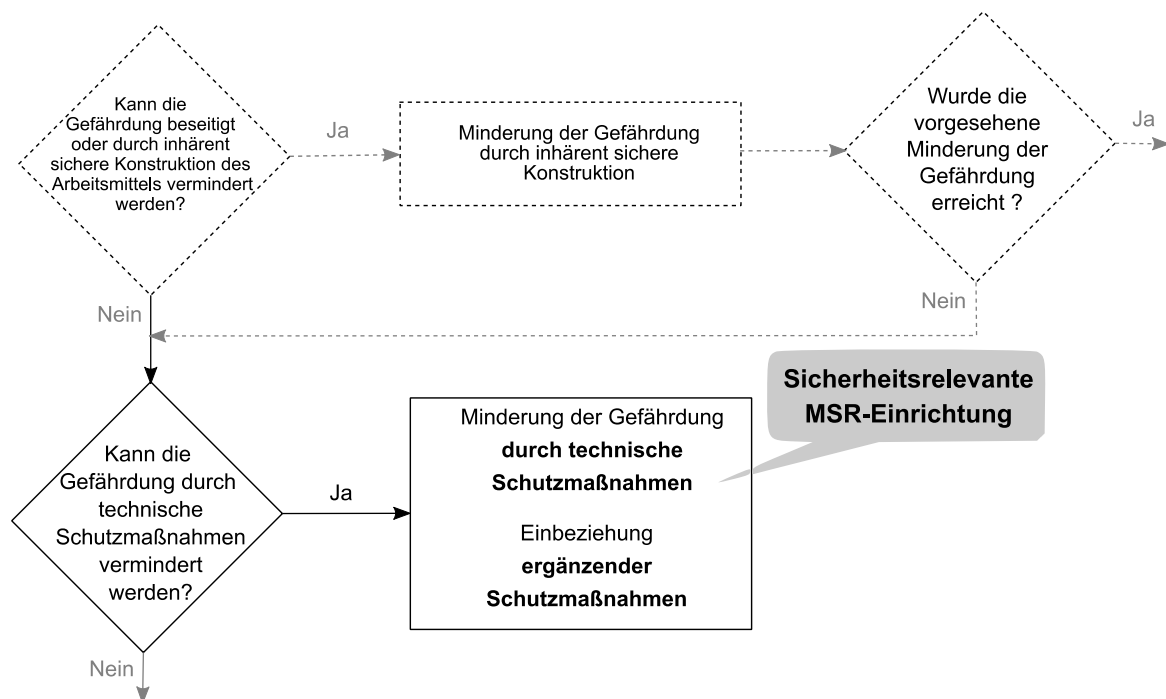 Kann die
Gefährdung beseitigt
oder durch inhärent
sichere Konstruktion des
Arbeitsmittels vermindert
werden?
Ja
Minderung der Gefährdung
durch inhärent sichere
Konstruktion
Wurde die
vorgesehene
Minderung der
Gefährdung
erreicht ?
Ja
Nein
Nein
Sicherheitsrelevante
MSR-Einrichtung
Kann die
Gefährdung durch
technische
Schutzmaßnahmen
vermindert
werden?
Ja
Minderung der Gefährdung
durch technische
Schutzmaßnahmen
Einbeziehung
ergänzender
Schutzmaßnahmen
Nein